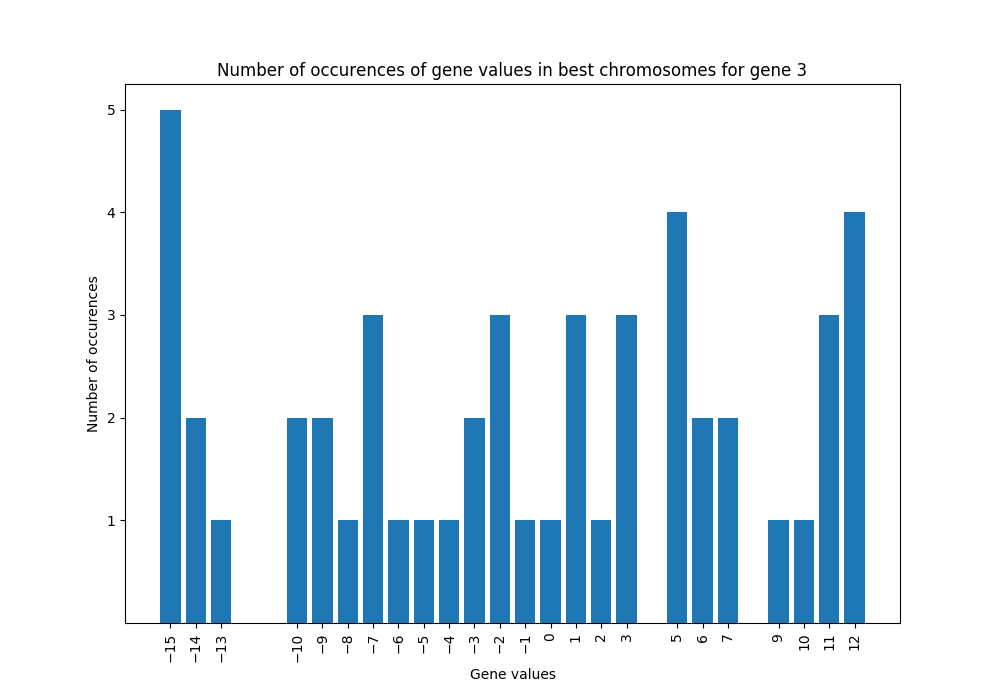 Number of occurences of gene values in best chromosomes for gene 3
5
4
3
2
1
Number of occurences
−15 −14 −13 −10 −9 −8 −7 −6 −5 −4 −3 −2 −1 0 1 2 3 5 6 7 9 10 11 12
Gene values